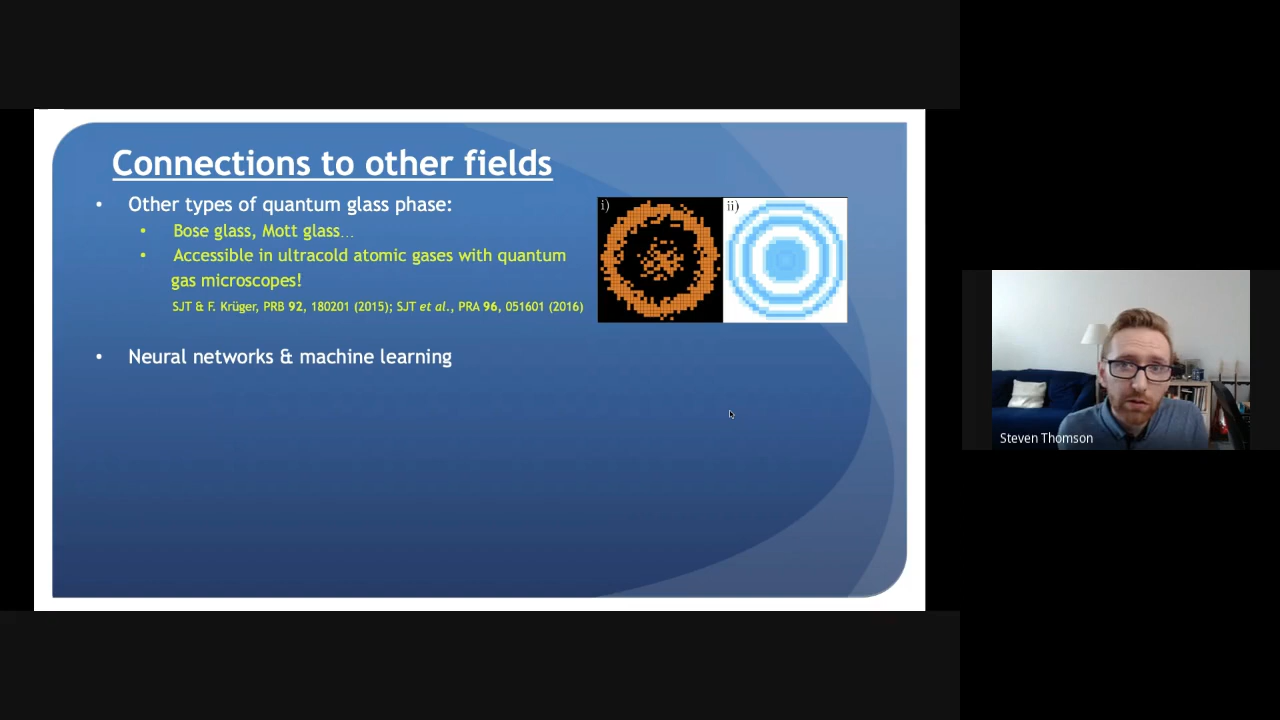 Connections to other fields
• Other types of quantum glass phase:
• Bose glass, Mott glass…
• Accessible in ultracold atomic gases with quantum
gas microscopes!
SJT & F. Krüger, PRB 92, 180201 (2015); SJT et al., PRA 96, 051601 (2016)
i) ii)
• Neural networks & machine learning
Steven Thomson